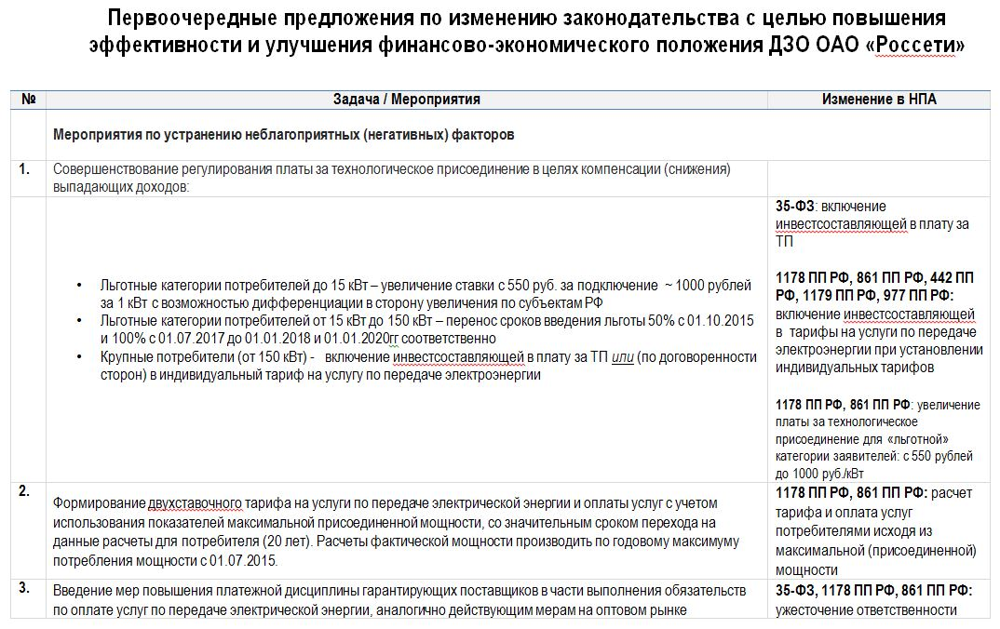 Первоочередные предложения по изменению законодательства с целью повышения
эффективности и улучшения финансово-экономического положения ДЗО ОАО «Россети»
№ Задача / Мероприятия Изменение в НПА
Мероприятия по устранению неблагоприятных (негативных) факторов
1. Совершенствование регулирования платы за технологическое присоединение в целях компенсации (снижения)
выпадающих доходов:
• Льготные категории потребителей до 15 кВт – увеличение ставки с 550 руб. за подключение ~ 1000 рублей
за 1 кВт с возможностью дифференциации в сторону увеличения по субъектам РФ
• Льготные категории потребителей от 15 кВт до 150 кВт – перенос сроков введения льготы 50% с 01.10.2015
и 100% с 01.07.2017 до 01.01.2018 и 01.01.2020гг соответственно
• Крупные потребители (от 150 кВт) - включение инвестсоставляющей в плату за ТП или (по договоренности
сторон) в индивидуальный тариф на услугу по передаче электроэнергии
35-ФЗ: включение
инвестсоставляющей в плату за
ТП
1178 ПП РФ, 861 ПП РФ, 442 ПП
РФ, 1179 ПП РФ, 977 ПП РФ:
включение инвестсоставляющей
в тарифы на услуги по передаче
электроэнергии при установлении
индивидуальных тарифов
1178 ПП РФ, 861 ПП РФ: увеличение
платы за технологическое
присоединение для «льготной»
категории заявителей: с 550 рублей
до 1000 руб./кВт
2. Формирование двухставочного тарифа на услуги по передаче электрической энергии и оплаты услуг с учетом
использования показателей максимальной присоединенной мощности, со значительным сроком перехода на
данные расчеты для потребителя (20 лет). Расчеты фактической мощности производить по годовому максимуму
потребления мощности с 01.07.2015.
1178 ПП РФ, 861 ПП РФ: расчет
тарифа и оплата услуг
потребителями исходя из
максимальной (присоединенной)
мощности
3. Введение мер повышения платежной дисциплины гарантирующих поставщиков в части выполнения обязательств
по оплате услуг по передаче электрической энергии, аналогично действующим мерам на оптовом рынке
35-ФЗ, 1178 ПП РФ, 861 ПП РФ:
ужесточение ответственности